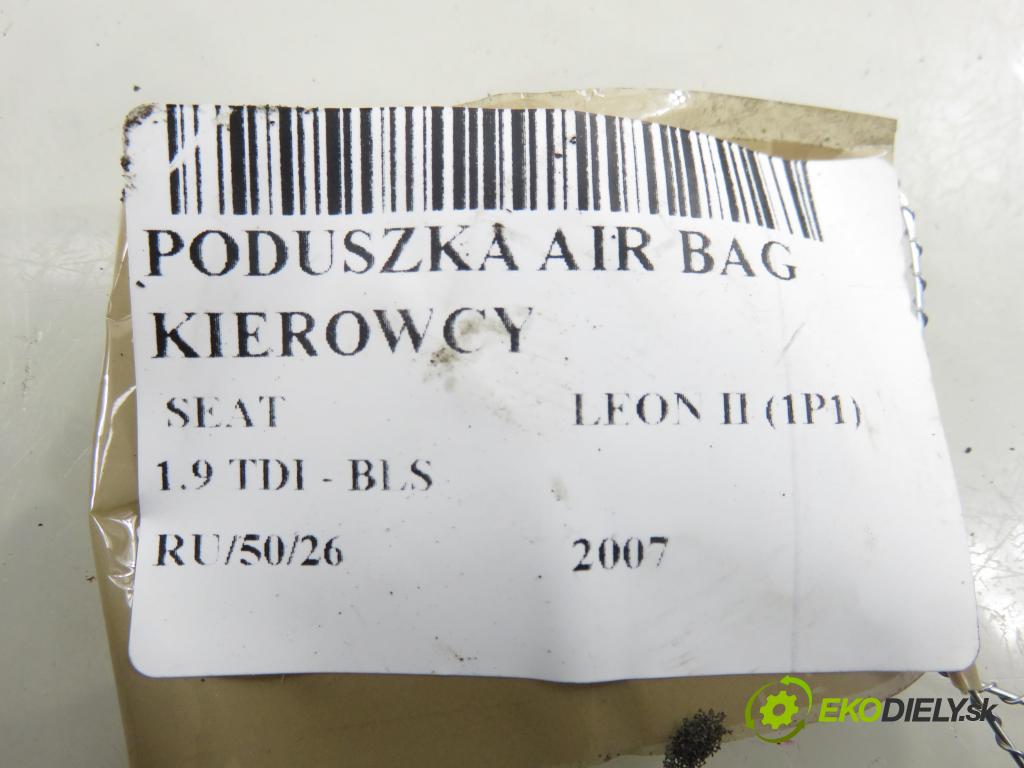 PODUSZKA AIR BAG
KIEROWCY
SEAT LEON II (1P1)
1.9 TDI - BLS
RU/50/26 2007
EKODIELY.sk